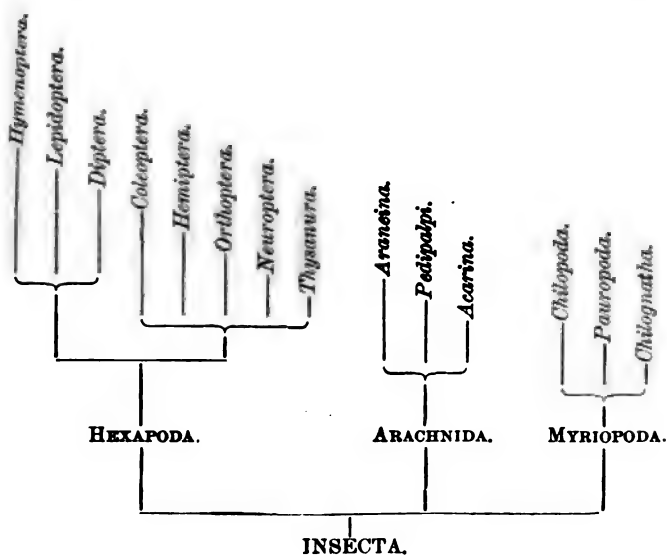 Hymenoptera.
Lepidoptera.
Diptera.
Coleoptera.
Hemiptera.
Orthoptera.
Neuroptera.
Thysanura.
Araneina.
Pedipalpi.
Acarina.
Chilopoda.
Pauropoda.
Chilognatha.
HEXAPODA.
ARACHNIDA.
MYRIOPODA.
INSECTA.